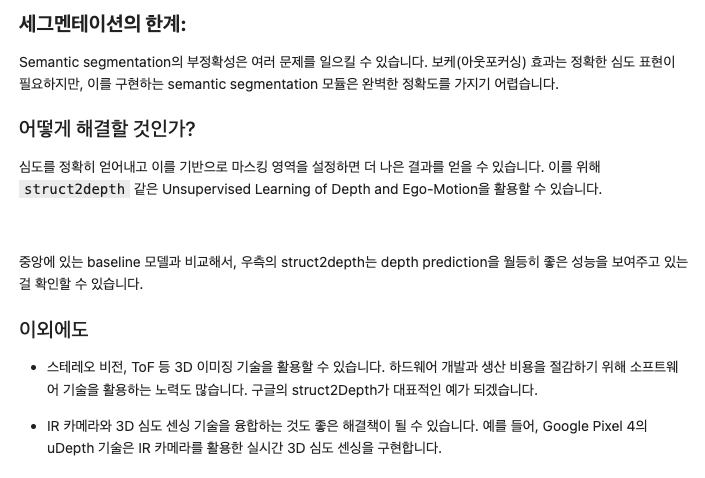 세그멘테이션의 한계:
Semantic segmentation의 부정확성은 여러 문제를 일으킬 수 있습니다. 보케(아웃포커싱) 효과는 정확한 심도 표현이
필요하지만, 이를 구현하는 semantic segmentation 모듈은 완벽한 정확도를 가지기 어렵습니다.
어떻게 해결할 것인가?
심도를 정확히 얻어내고 이를 기반으로 마스킹 영역을 설정하면 더 나은 결과를 얻을 수 있습니다. 이를 위해
struct2depth 같은 Unsupervised Learning of Depth and Ego-Motion을 활용할 수 있습니다.
중앙에 있는 baseline 모델과 비교해서, 우측의 struct2depth는 depth prediction을 월등히 좋은 성능을 보여주고 있는
걸 확인할 수 있습니다.
이외에도
• 스테레오 비전, ToF 등 3D 이미징 기술을 활용할 수 있습니다. 하드웨어 개발과 생산 비용을 절감하기 위해 소프트웨
어 기술을 활용하는 노력도 많습니다. 구글의 struct2Depth가 대표적인 예가 되겠습니다.
• IR 카메라와 3D 심도 센싱 기술을 융합하는 것도 좋은 해결책이 될 수 있습니다. 예를 들어, Google Pixel 4의
uDepth 기술은 IR 카메라를 활용한 실시간 3D 심도 센싱을 구현합니다.